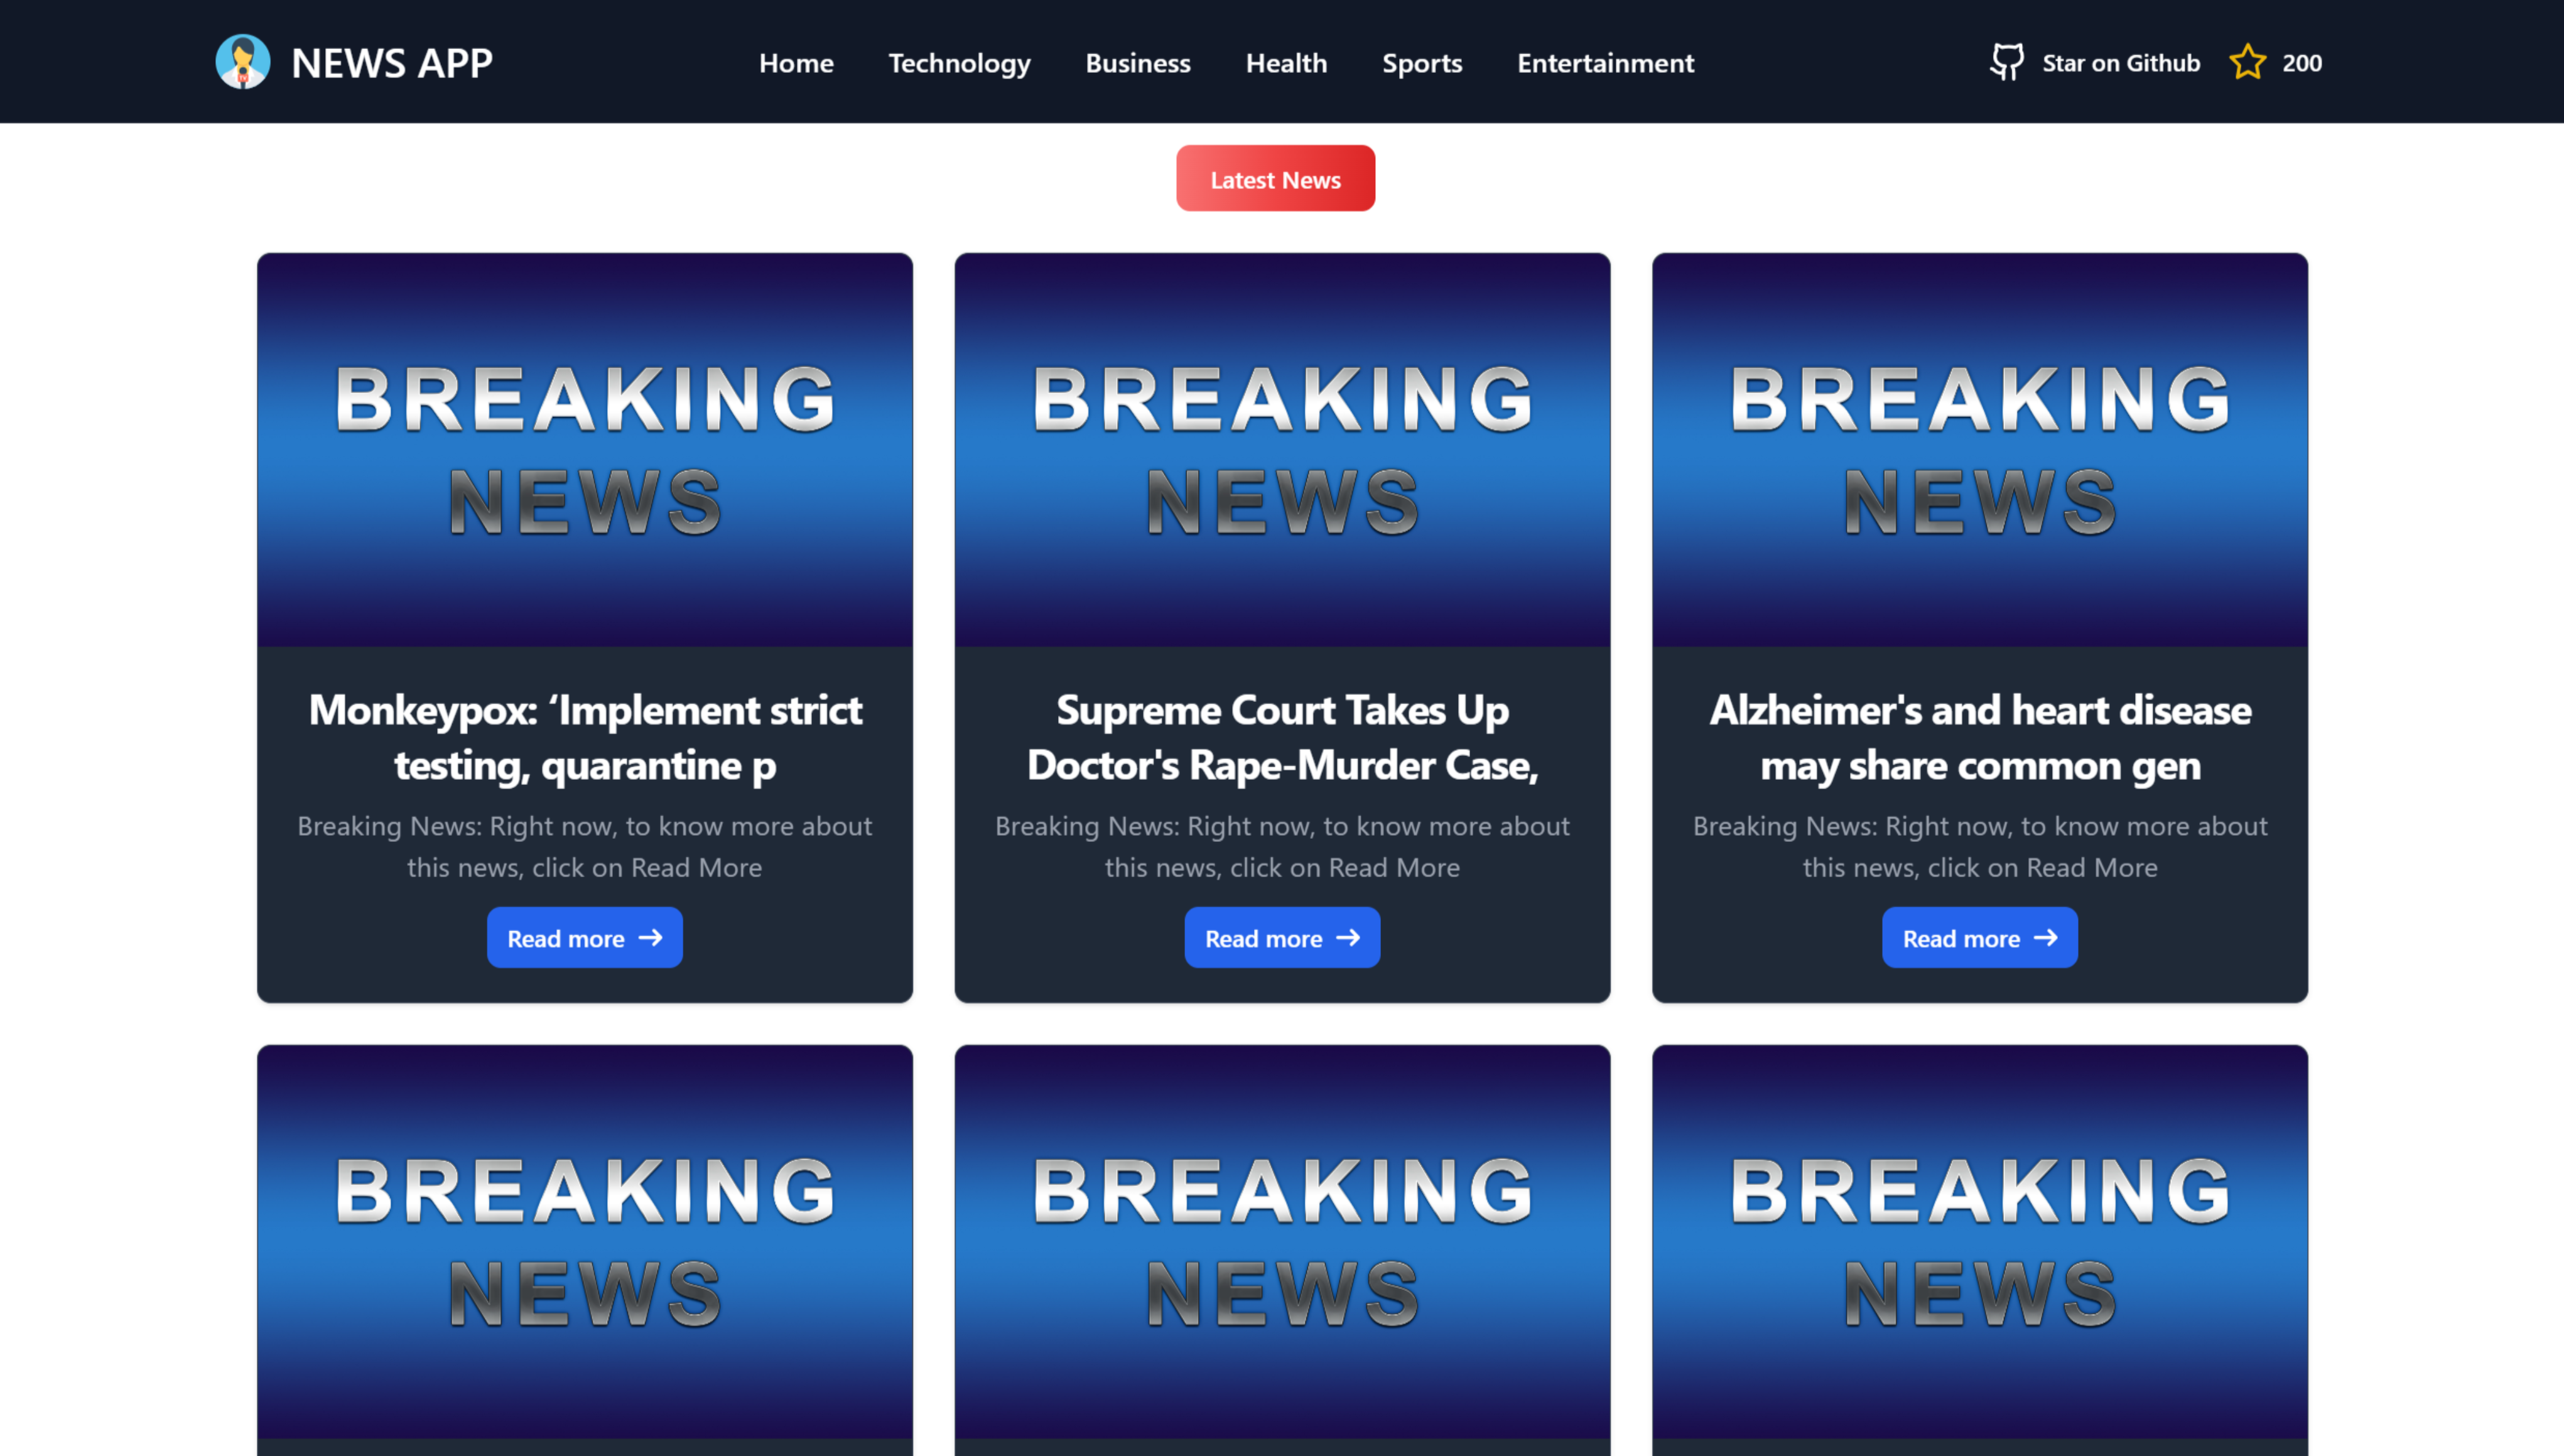 NEWS APP
Home Technology Business Health Sports Entertainment
Star on Github 200
Latest News
BREAKING
NEWS
Monkeypox: ‘Implement strict
testing, quarantine p
Breaking News: Right now, to know more about
this news, click on Read More
Read more
BREAKING
NEWS
Supreme Court Takes Up
Doctor's Rape-Murder Case,
Breaking News: Right now, to know more about
this news, click on Read More
Read more
BREAKING
NEWS
Alzheimer's and heart disease
may share common gen
Breaking News: Right now, to know more about
this news, click on Read More
Read more
BREAKING
NEWS
BREAKING
NEWS
BREAKING
NEWS